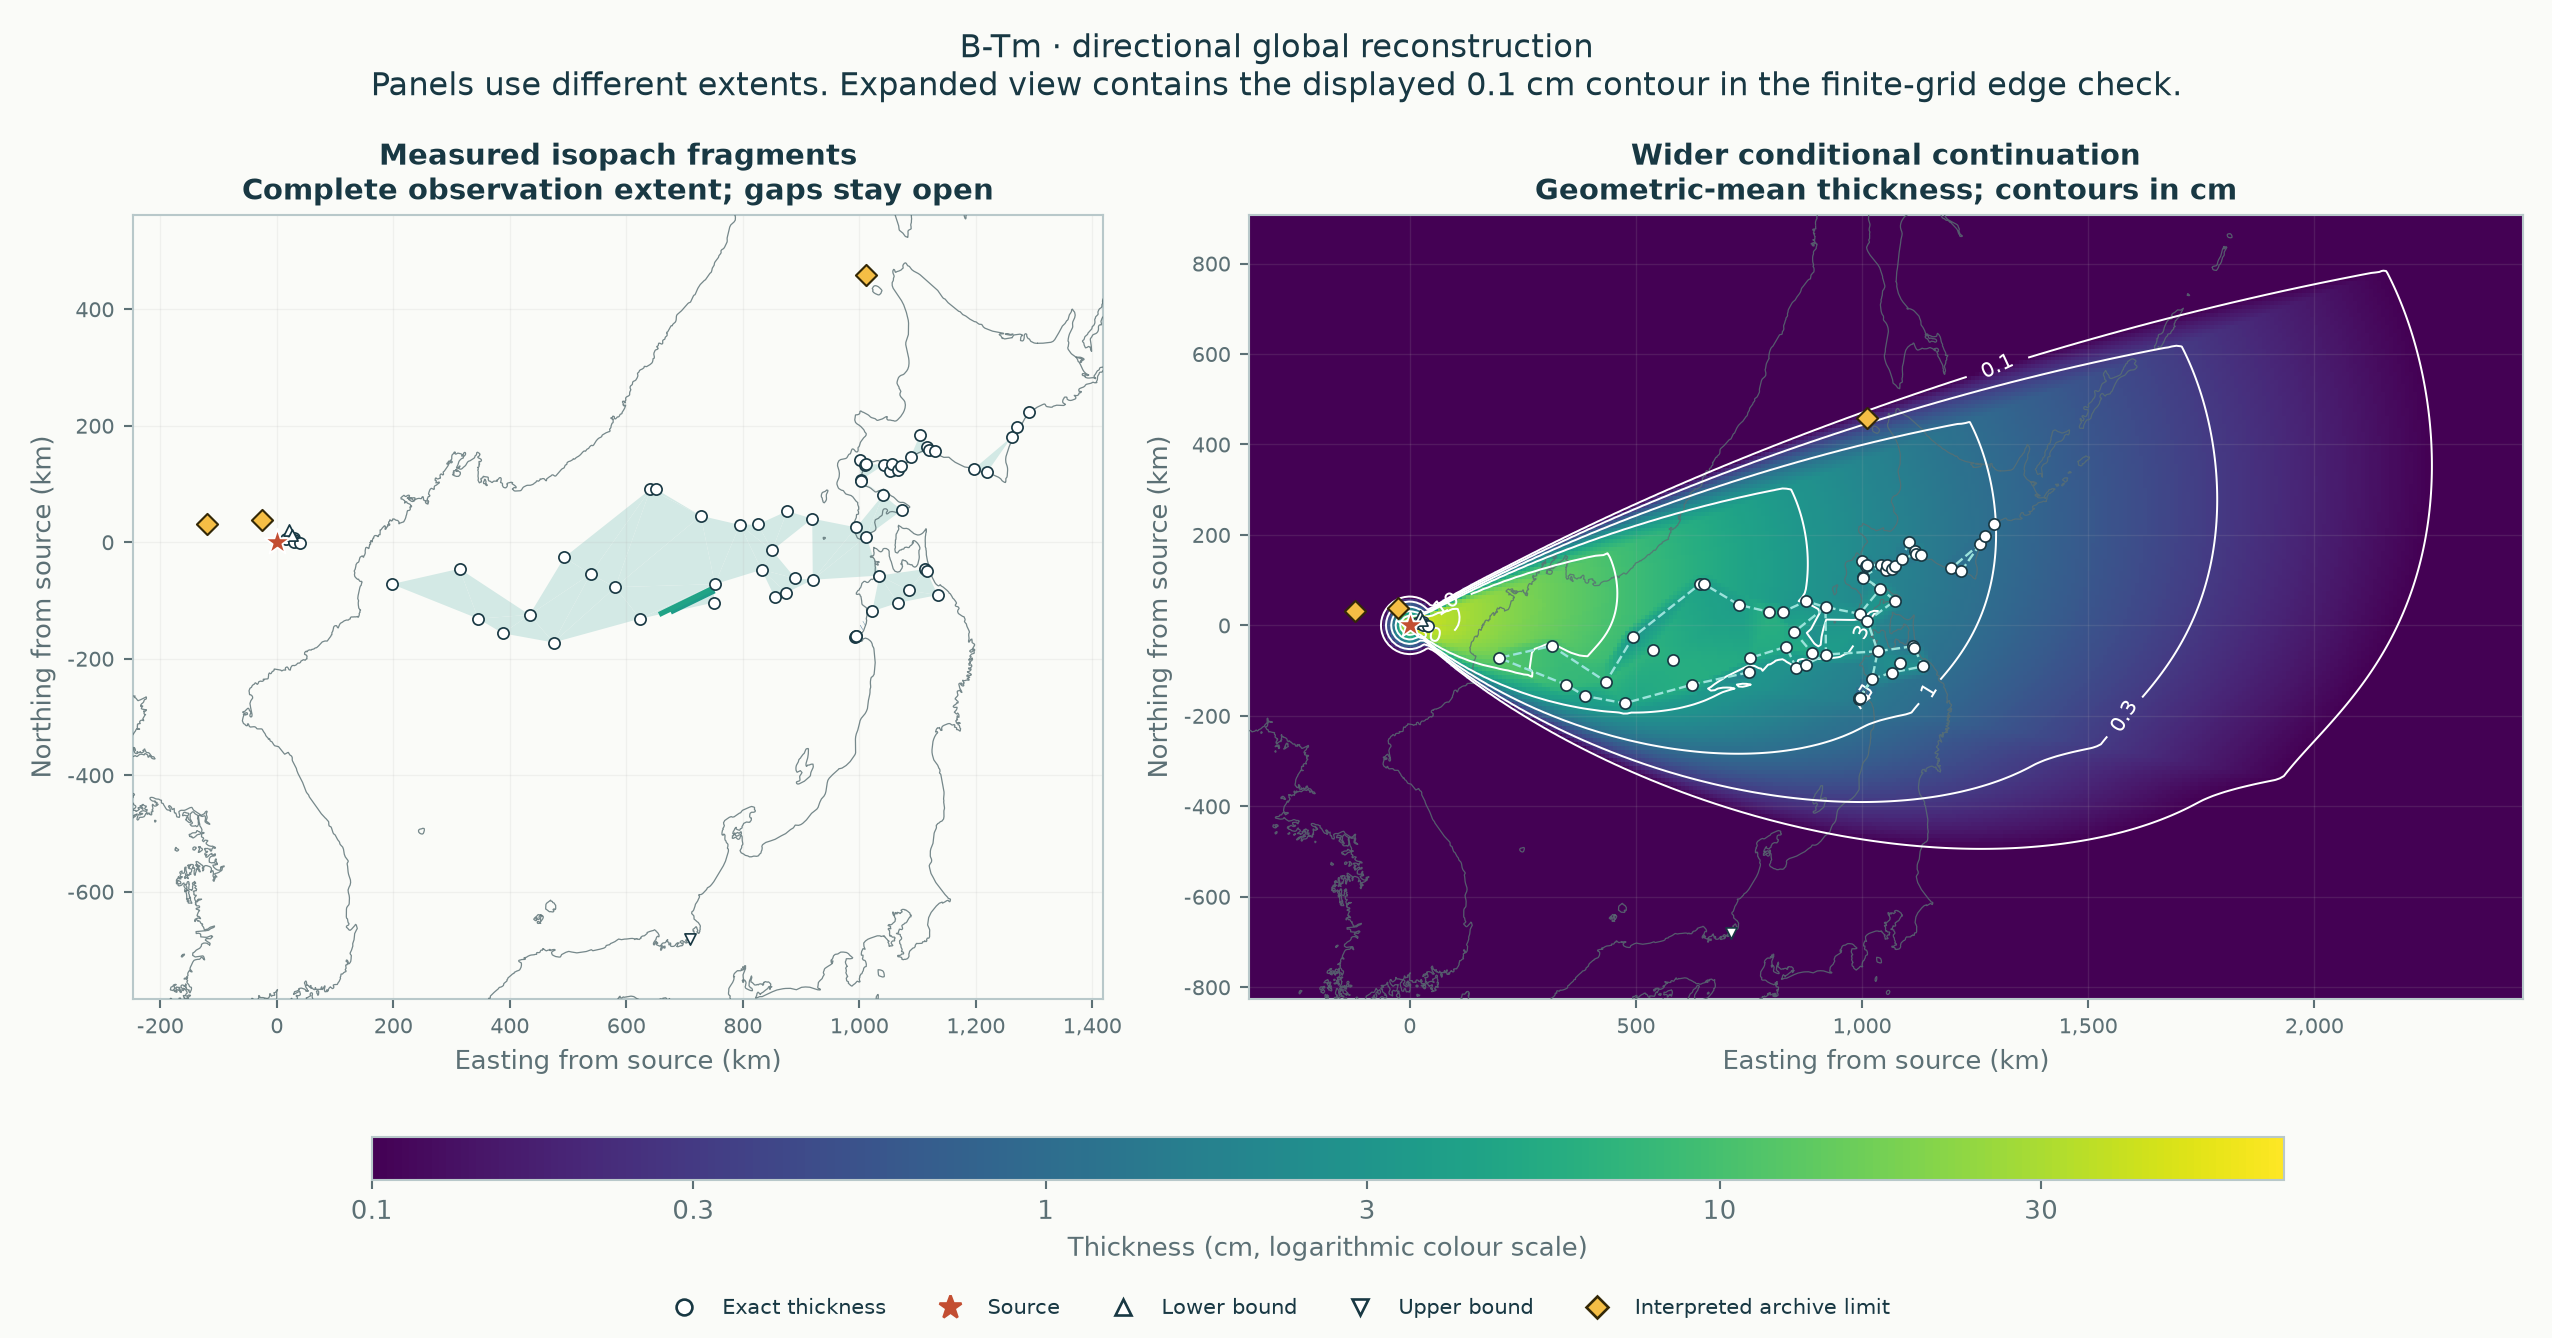 B-Tm · directional global reconstruction
Panels use different extents. Expanded view contains the displayed 0.1 cm contour in the finite-grid edge check.
Measured isopach fragments
Complete observation extent; gaps stay open
Northing from source (km)
400
200
0
-200
-400
-600
-200
0
200
400
600
800
1,000
1,200
1,400
Easting from source (km)
Wider conditional continuation
Geometric-mean thickness; contours in cm
Northing from source (km)
800
600
400
200
0
-200
-400
-600
-800
0.1
0.3
1
3
0
500
1,000
1,500
2,000
Easting from source (km)
0.1
0.3
1
3
10
30
Thickness (cm, logarithmic colour scale)
Exact thickness
Source
Lower bound
Upper bound
Interpreted archive limit